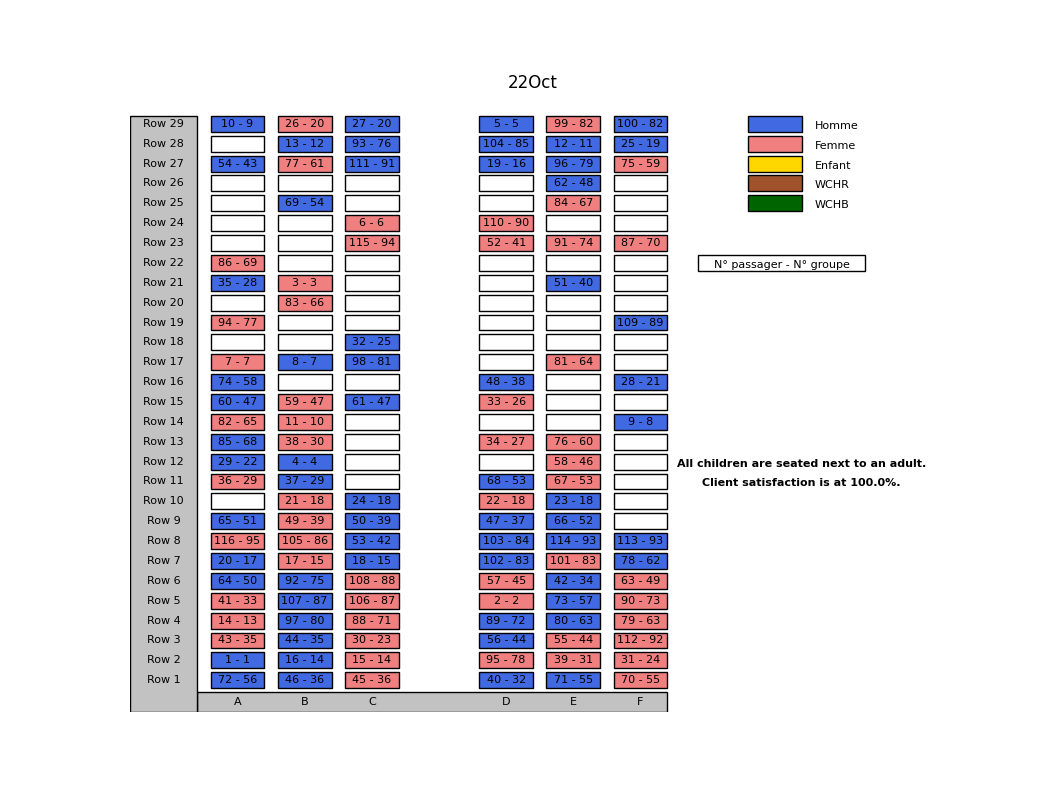 22Oct
Row 29 10 - 9 26 - 20 27 - 20 5 - 5 99 - 82 100 - 82 Homme
Row 28 13 - 12 93 - 76 104 - 85 12 - 11 25 - 19 Femme
Row 27 54 - 43 77 - 61 111 - 91 19 - 16 96 - 79 75 - 59 Enfant
Row 26 62 - 48 WCHR
Row 25 69 - 54 84 - 67 WCHB
Row 24 6 - 6 110 - 90
Row 23 115 - 94 52 - 41 91 - 74 87 - 70
Row 22 86 - 69 N° passager - N° groupe
Row 21 35 - 28 3 - 3 51 - 40
Row 20 83 - 66
Row 19 94 - 77 109 - 89
Row 18 32 - 25
Row 17 7 - 7 8 - 7 98 - 81 81 - 64
Row 16 74 - 58 48 - 38 28 - 21
Row 15 60 - 47 59 - 47 61 - 47 33 - 26
Row 14 82 - 65 11 - 10 9 - 8
Row 13 85 - 68 38 - 30 34 - 27 76 - 60
Row 12 29 - 22 4 - 4 58 - 46 All children are seated next to an adult.
Row 11 36 - 29 37 - 29 68 - 53 67 - 53 Client satisfaction is at 100.0%.
Row 10 21 - 18 24 - 18 22 - 18 23 - 18
Row 9 65 - 51 49 - 39 50 - 39 47 - 37 66 - 52
Row 8 116 - 95 105 - 86 53 - 42 103 - 84 114 - 93 113 - 93
Row 7 20 - 17 17 - 15 18 - 15 102 - 83 101 - 83 78 - 62
Row 6 64 - 50 92 - 75 108 - 88 57 - 45 42 - 34 63 - 49
Row 5 41 - 33 107 - 87 106 - 87 2 - 2 73 - 57 90 - 73
Row 4 14 - 13 97 - 80 88 - 71 89 - 72 80 - 63 79 - 63
Row 3 43 - 35 44 - 35 30 - 23 56 - 44 55 - 44 112 - 92
Row 2 1 - 1 16 - 14 15 - 14 95 - 78 39 - 31 31 - 24
Row 1 72 - 56 46 - 36 45 - 36 40 - 32 71 - 55 70 - 55
A B C D E F